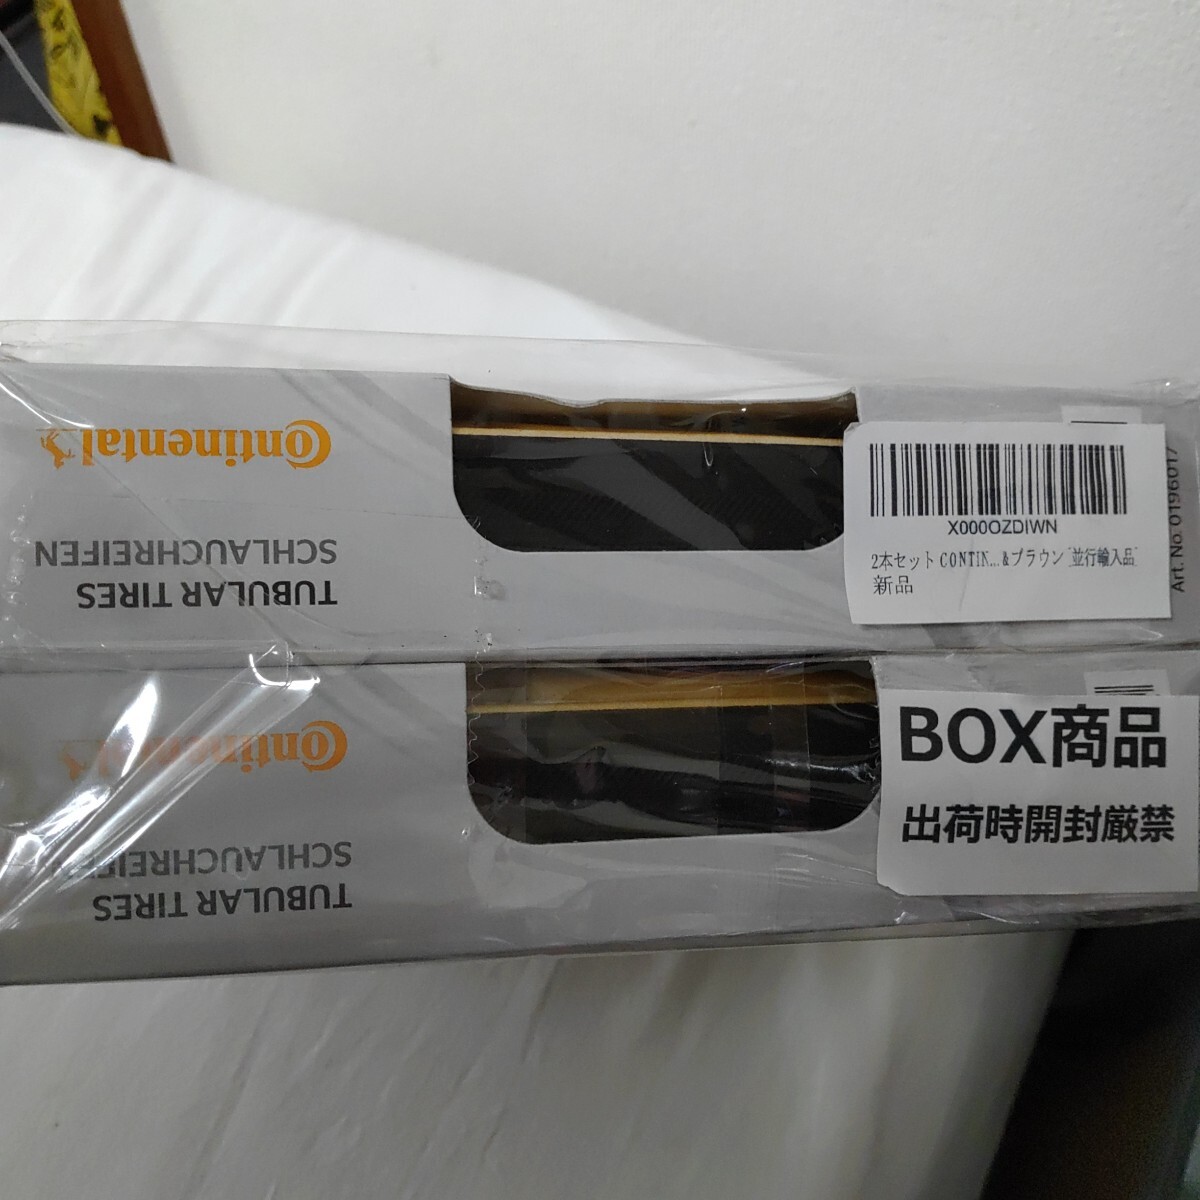 Continental
SCHLAUCHREIFEN
TUBULAR TIRES
X000OZDIWN
2本セット CONTIN...&ブラウン [並行輸入品]
新品
Art. No. 0196017
Continental
SCHLAUCHREIFEN
TUBULAR TIRES
BOX商品
出荷時開封厳禁